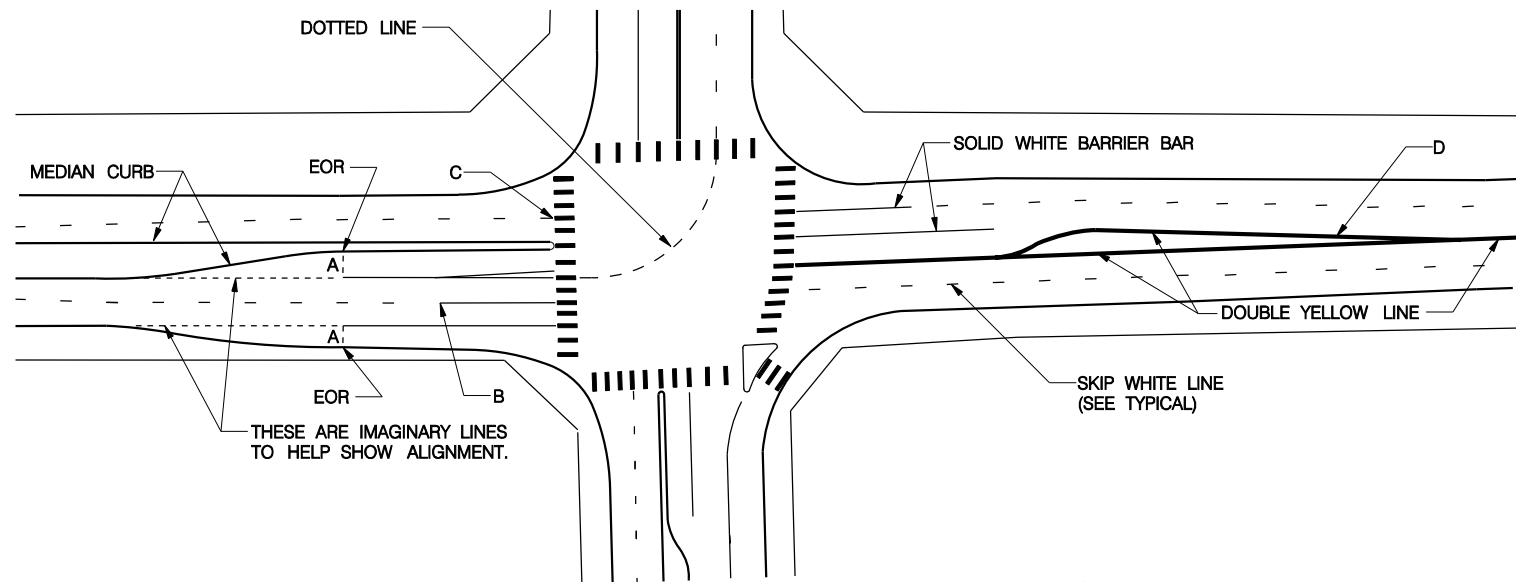 DOTTED LINE
MEDIAN CURB
EOR
C
SOLID WHITE BARRIER BAR
D
A
A
EOR
B
DOUBLE YELLOW LINE
SKIP WHITE LINE
(SEE TYPICAL)
THESE ARE IMAGINARY LINES
TO HELP SHOW ALIGNMENT.